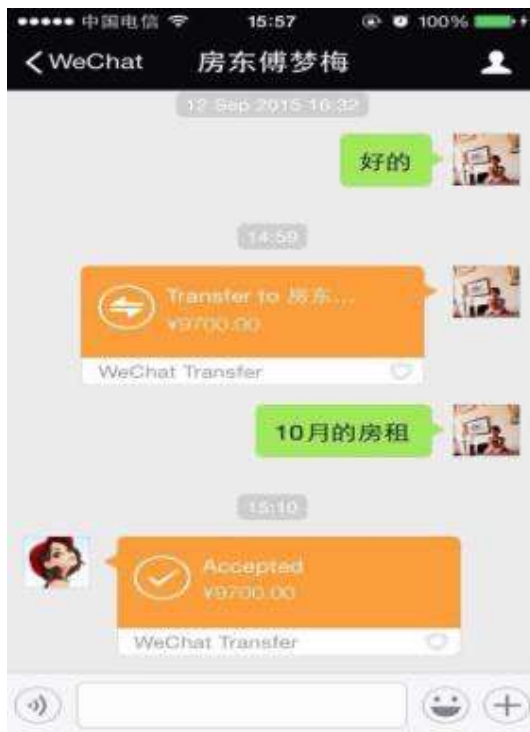 中国电信
15:57
100%
WeChat
房东傅梦梅
12 Sep 2015 16:32
好的
14:59
Transfer to 房东....
¥9700.00
WeChat Transfer
10月的房租
15:10
Accepted
¥9700.00
WeChat Transfer